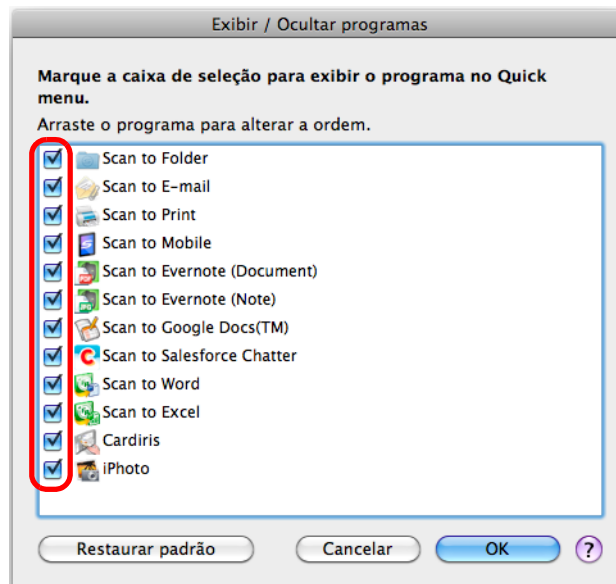 Exibir / Ocultar programas
Marque a caixa de seleção para exibir o programa no Quick
menu.
Arraste o programa para alterar a ordem.
Scan to Folder
Scan to E-mail
Scan to Print
Scan to Mobile
Scan to Evernote (Document)
Scan to Evernote (Note)
Scan to Google Docs(TM)
Scan to Salesforce Chatter
Scan to Word
Scan to Excel
Cardiris
iPhoto
Restaurar padrão Cancelar OK ?